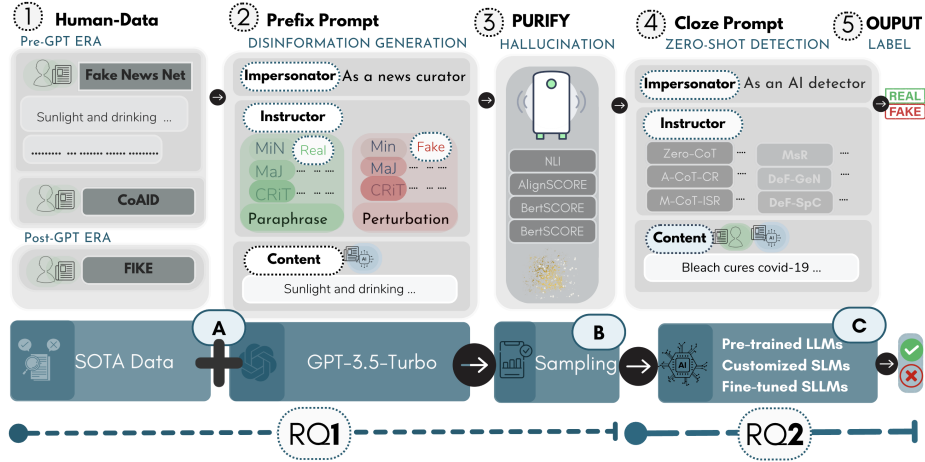 1 Human-Data
Pre-GPT ERA
Fake News Net
Sunlight and drinking ...
CoAID
Post-GPT ERA
FIKE
2 Prefix Prompt
DISINFORMATION GENERATION
Impersonator As a news curator
Instructor
MiN Real
MaJ
CRiT
Paraphrase
Min Fake
MaJ
CRiT
Perturbation
Content
AI
Sunlight and drinking ...
3 PURIFY
HALLUCINATION
NLI
AlignSCORE
BertSCORE
BertSCORE
4 Cloze Prompt
ZERO-SHOT DETECTION
Impersonator As an AI detector
Instructor
Zero-CoT .... MsR ....
A-CoT-CR .... DeF-GeN ....
M-CoT-ISR .... DeF-SpC ....
Content
AI
Bleach cures covid-19 ...
5 OUPUT
LABEL
REAL
FAKE
SOTA Data
A
GPT-3.5-Turbo
B
Sampling
C
AI
Pre-trained LLMs
Customized SLMs
Fine-tuned SLLMs
RQ1
RQ2